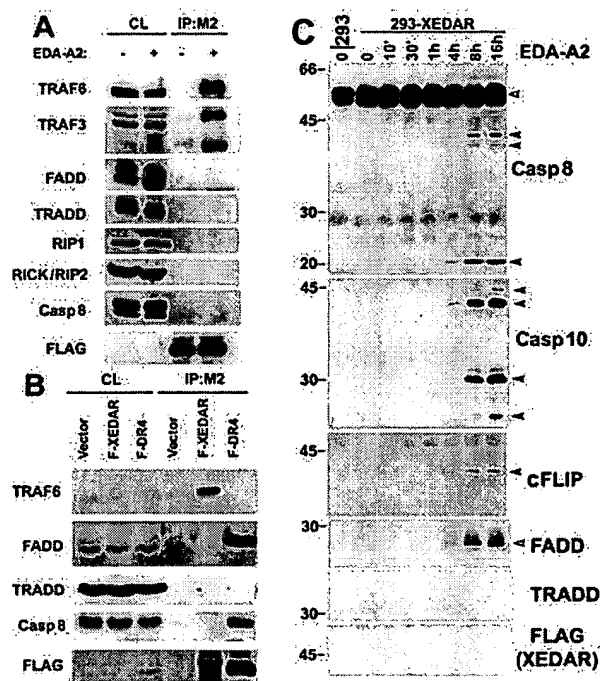 A
CL IP:M2
EDA-A2: - + - +
TRAF6
TRAF3
FADD
TRADD
RIP1
RICK/RIP2
Casp 8
FLAG
B
CL IP:M2
Vector F-XEDAR F-DR4 Vector F-XEDAR F-DR4
TRAF6
FADD
TRADD
Casp 8
FLAG
C
293 293-XEDAR
0 0 10' 30' 1h 4h 8h 16h EDA-A2
66-
45-
Casp 8
30-
20-
45-
Casp 10
30-
45-
cFLIP
30-
FADD
TRADD
30-
FLAG
(XEDAR)
45-